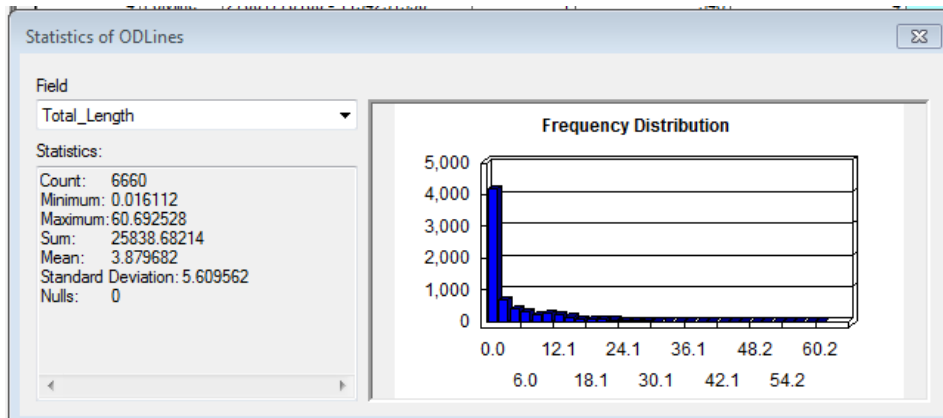 Statistics of ODLines
Field
Total_Length
Statistics:
Count: 6660
Minimum: 0.016112
Maximum: 60.692528
Sum: 25838.68214
Mean: 3.879682
Standard Deviation: 5.609562
Nulls: 0
Frequency Distribution
5,000
4,000
3,000
2,000
1,000
0
0.0 12.1 24.1 36.1 48.2 60.2
6.0 18.1 30.1 42.1 54.2